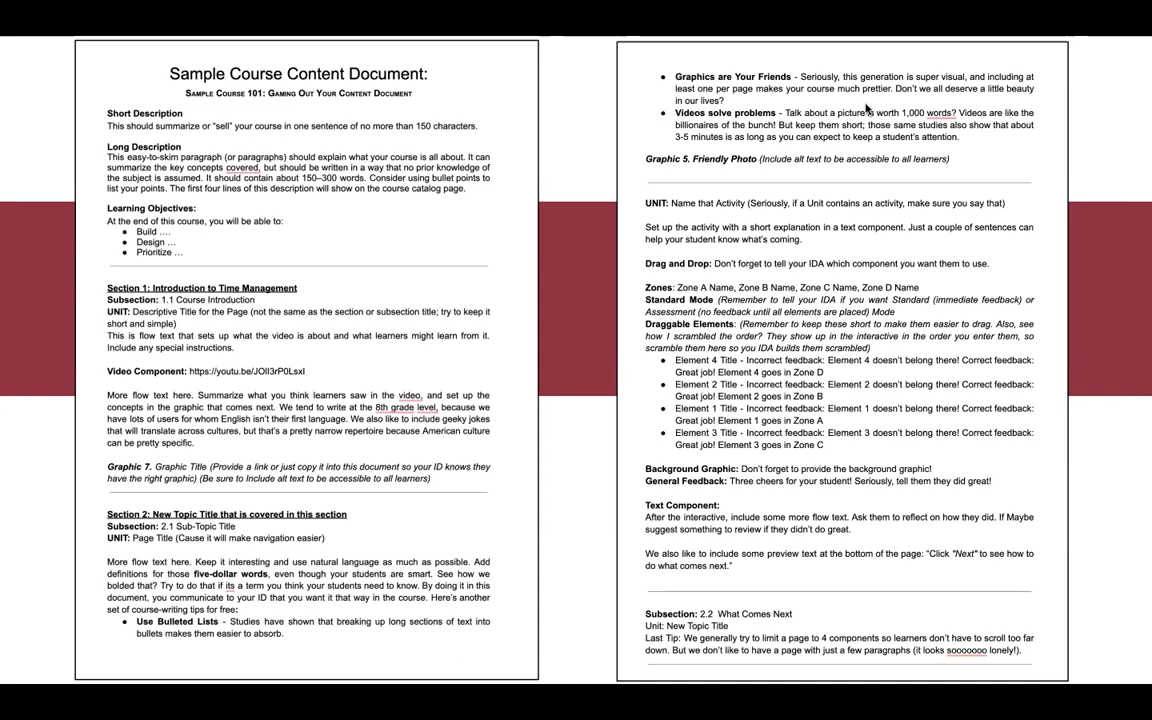 Sample Course Content Document:
Sample Course 101: Gaming Out Your Content Document
Short Description
This should summarize or “sell” your course in one sentence of no more than 150 characters.
Long Description
This easy-to-skim paragraph (or paragraphs) should explain what your course is all about. It can
summarize the key concepts covered, but should be written in a way that no prior knowledge of
the subject is assumed. It should contain about 150–300 words. Consider using bullet points to
list your points. The first four lines of this description will show on the course catalog page.
Learning Objectives:
At the end of this course, you will be able to:
● Build ….
● Design …
● Prioritize …
Section 1: Introduction to Time Management
Subsection: 1.1 Course Introduction
UNIT: Descriptive Title for the Page (not the same as the section or subsection title; try to keep it
short and simple)
This is flow text that sets up what the video is about and what learners might learn from it.
Include any special instructions.
Video Component: https://youtu.be/JOlI3rP0LsxI
More flow text here. Summarize what you think learners saw in the video, and set up the
concepts in the graphic that comes next. We tend to write at the 8th grade level, because we
have lots of users for whom English isn’t their first language. We also like to include geeky jokes
that will translate across cultures, but that’s a pretty narrow repertoire because American culture
can be pretty specific.
Graphic 7. Graphic Title (Provide a link or just copy it into this document so your ID knows they
have the right graphic) (Be sure to Include alt text to be accessible to all learners)
Section 2: New Topic Title that is covered in this section
Subsection: 2.1 Sub-Topic Title
UNIT: Page Title (Cause it will make navigation easier)
More flow text here. Keep it interesting and use natural language as much as possible. Add
definitions for those five-dollar words, even though your students are smart. See how we
bolded that? Try to do that if its a term you think your students need to know. By doing it in this
document, you communicate to your ID that you want it that way in the course. Here’s another
set of course-writing tips for free:
● Use Bulleted Lists - Studies have shown that breaking up long sections of text into
bullets makes them easier to absorb.
● Graphics are Your Friends - Seriously, this generation is super visual, and including at
least one per page makes your course much prettier. Don’t we all deserve a little beauty
in our lives?
● Videos solve problems - Talk about a picture’s worth 1,000 words? Videos are like the
billionaires of the bunch! But keep them short; those same studies also show that about
3-5 minutes is as long as you can expect to keep a student’s attention.
Graphic 5. Friendly Photo (Include alt text to be accessible to all learners)
UNIT: Name that Activity (Seriously, if a Unit contains an activity, make sure you say that)
Set up the activity with a short explanation in a text component. Just a couple of sentences can
help your student know what’s coming.
Drag and Drop: Don’t forget to tell your IDA which component you want them to use.
Zones: Zone A Name, Zone B Name, Zone C Name, Zone D Name
Standard Mode (Remember to tell your IDA if you want Standard (immediate feedback) or
Assessment (no feedback until all elements are placed) Mode
Draggable Elements: (Remember to keep these short to make them easier to drag. Also, see
how I scrambled the order? They show up in the interactive in the order you enter them, so
scramble them here so you IDA builds them scrambled)
● Element 4 Title - Incorrect feedback: Element 4 doesn’t belong there! Correct feedback:
Great job! Element 4 goes in Zone D
● Element 2 Title - Incorrect feedback: Element 2 doesn’t belong there! Correct feedback:
Great job! Element 2 goes in Zone B
● Element 1 Title - Incorrect feedback: Element 1 doesn’t belong there! Correct feedback:
Great job! Element 1 goes in Zone A
● Element 3 Title - Incorrect feedback: Element 3 doesn’t belong there! Correct feedback:
Great job! Element 3 goes in Zone C
Background Graphic: Don’t forget to provide the background graphic!
General Feedback: Three cheers for your student! Seriously, tell them they did great!
Text Component:
After the interactive, include some more flow text. Ask them to reflect on how they did. If Maybe
suggest something to review if they didn’t do great.
We also like to include some preview text at the bottom of the page: “Click “Next” to see how to
do what comes next.”
Subsection: 2.2 What Comes Next
Unit: New Topic Title
Last Tip: We generally try to limit a page to 4 components so learners don’t have to scroll too far
down. But we don’t like to have a page with just a few paragraphs (it looks sooooooo lonely!).